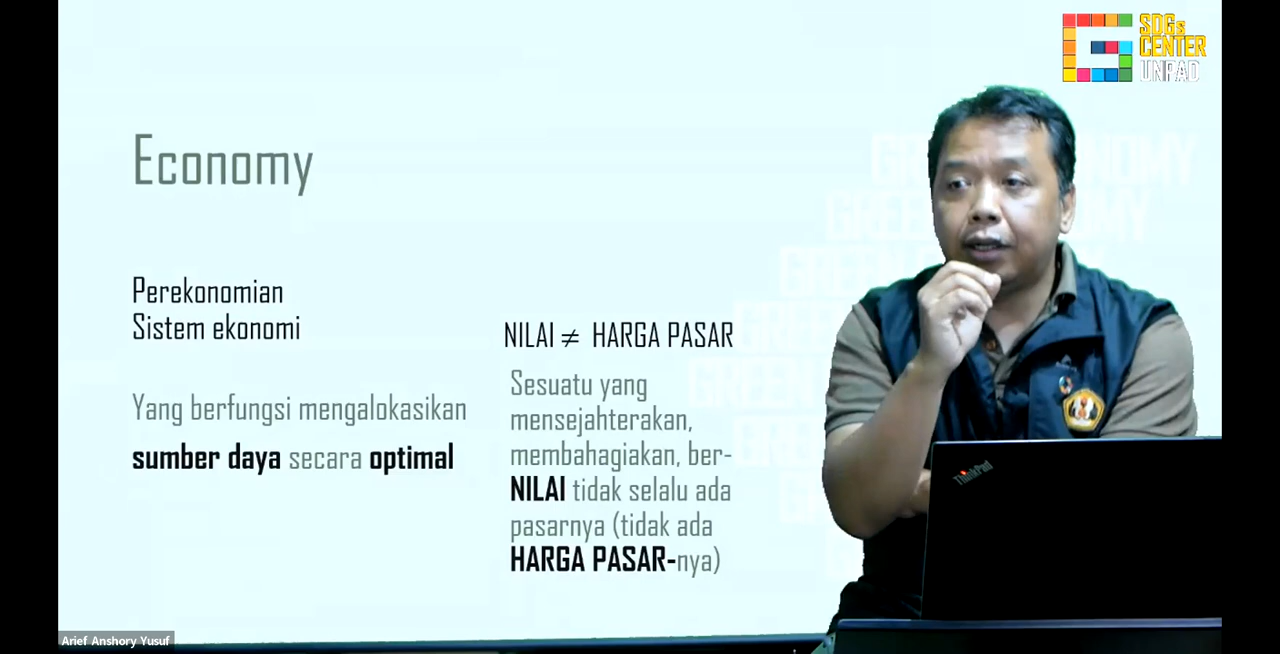 SDGs
CENTER
UNPAD
Economy
Perekonomian
Sistem ekonomi
Yang berfungsi mengalokasikan
sumber daya secara optimal
NILAI ≠ HARGA PASAR
Sesuatu yang
mensejahterakan,
membahagiakan, ber-
NILAI tidak selalu ada
pasarnya (tidak ada
HARGA PASAR-nya)
ThinkPad
Arief Anshory Yusuf